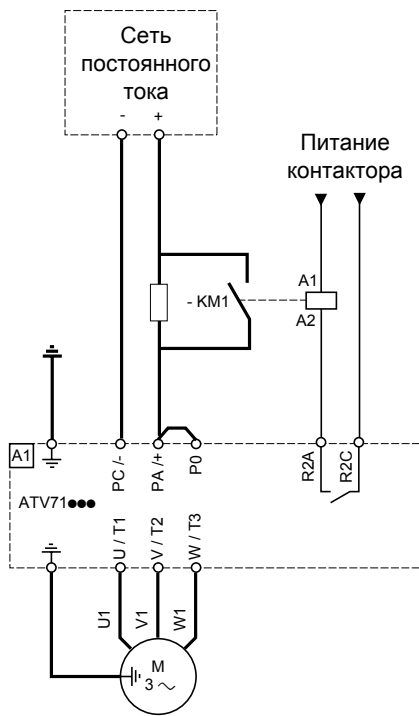 Сеть
постоянного
тока
- +
Питание
контактора
A1
- KM1
A2
A1
PC /-
PA /+
P0
R2A
R2C
ATV71●●●
U / T1
V / T2
W / T3
U1
V1
W1
M
3 ~